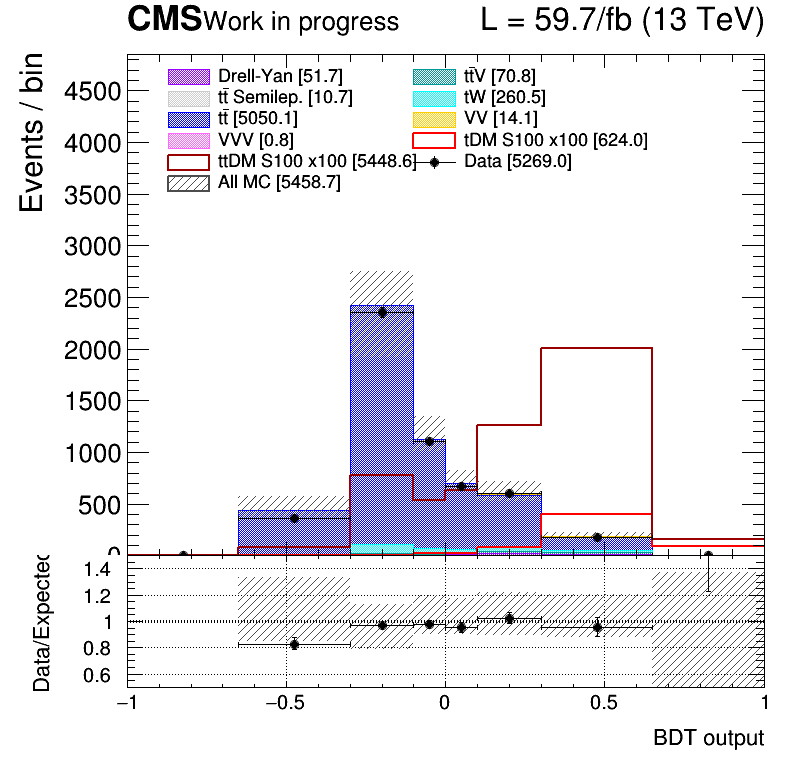 CMS Work in progress L = 59.7/fb (13 TeV)
Events / bin
Drell-Yan [51.7] tt̄V [70.8]
tt̄ Semilep. [10.7] tW [260.5]
tt̄ [5050.1] VV [14.1]
VVV [0.8] tDM S100 x100 [624.0]
ttDM S100 x100 [5448.6] Data [5269.0]
All MC [5458.7]
4500
4000
3500
3000
2500
2000
1500
1000
500
0
Data/Expected
1.4
1.2
1
0.8
0.6
−1 −0.5 0 0.5 1
BDT output